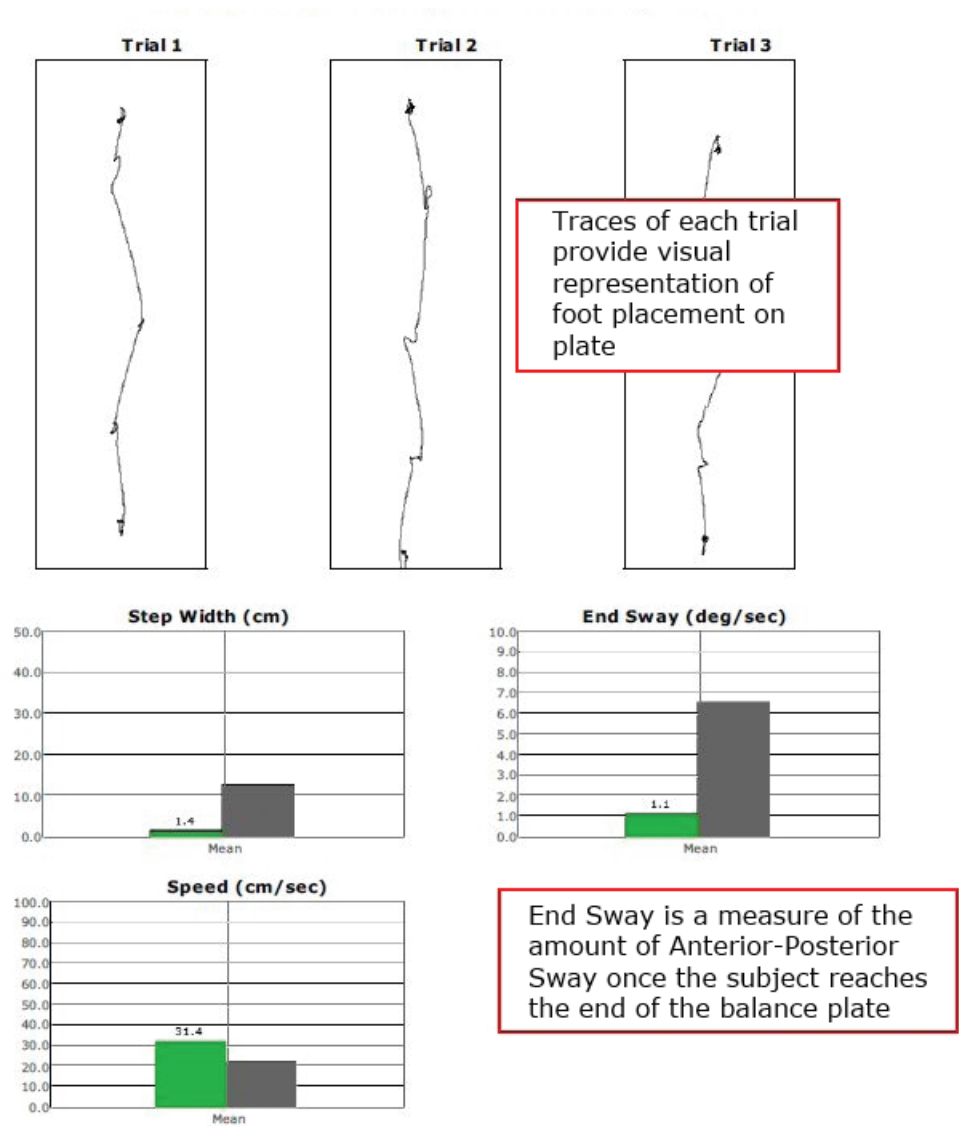 Trial 1
Trial 2
Trial 3
Traces of each trial
provide visual
representation of
foot placement on
plate
Step Width (cm)
50.0
40.0
30.0
20.0
10.0
0.0
1.4
Mean
End Sway (deg/sec)
10.0
9.0
8.0
7.0
6.0
5.0
4.0
3.0
2.0
1.0
0.0
1.1
Mean
Speed (cm/sec)
100.0
90.0
80.0
70.0
60.0
50.0
40.0
30.0
20.0
10.0
0.0
31.4
Mean
End Sway is a measure of the
amount of Anterior-Posterior
Sway once the subject reaches
the end of the balance plate